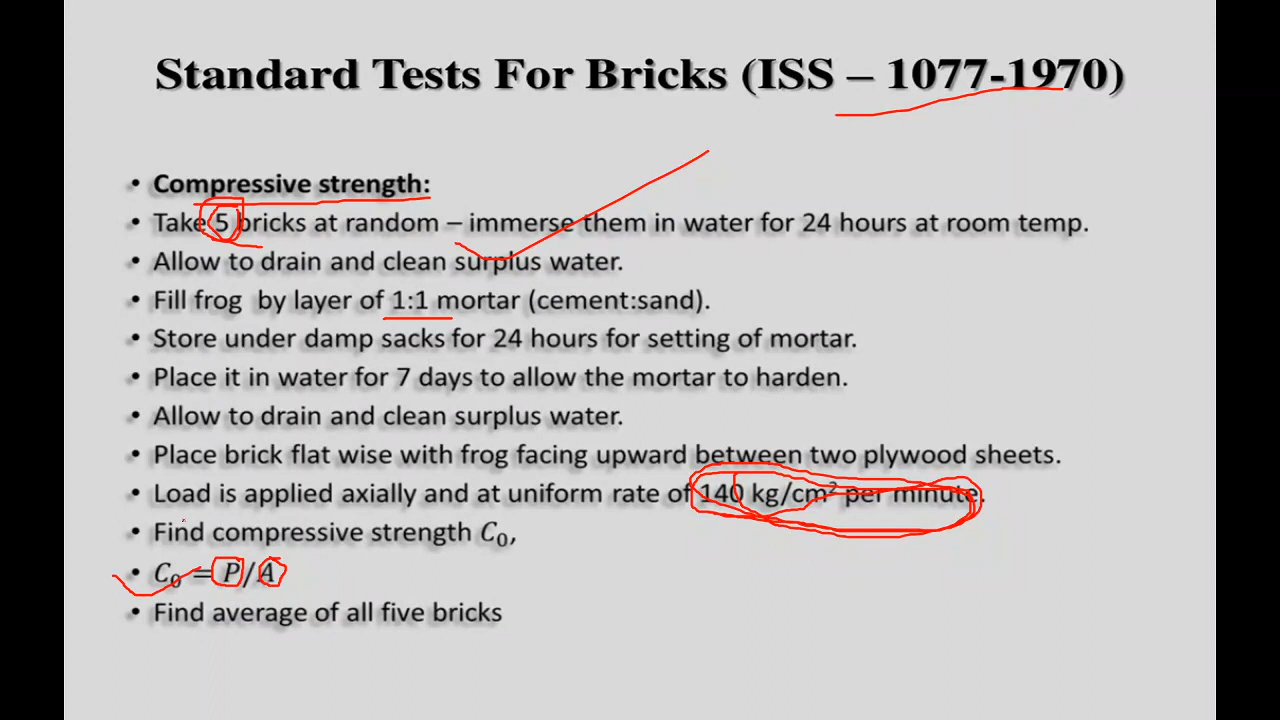 Standard Tests For Bricks (ISS – 1077-1970)
• Compressive strength:
• Take 5 bricks at random – immerse them in water for 24 hours at room temp.
• Allow to drain and clean surplus water.
• Fill frog by layer of 1:1 mortar (cement:sand).
• Store under damp sacks for 24 hours for setting of mortar.
• Place it in water for 7 days to allow the mortar to harden.
• Allow to drain and clean surplus water.
• Place brick flat wise with frog facing upward between two plywood sheets.
• Load is applied axially and at uniform rate of 140 kg/cm² per minute.
• Find compressive strength C₀,
• C₀ = P/A
• Find average of all five bricks